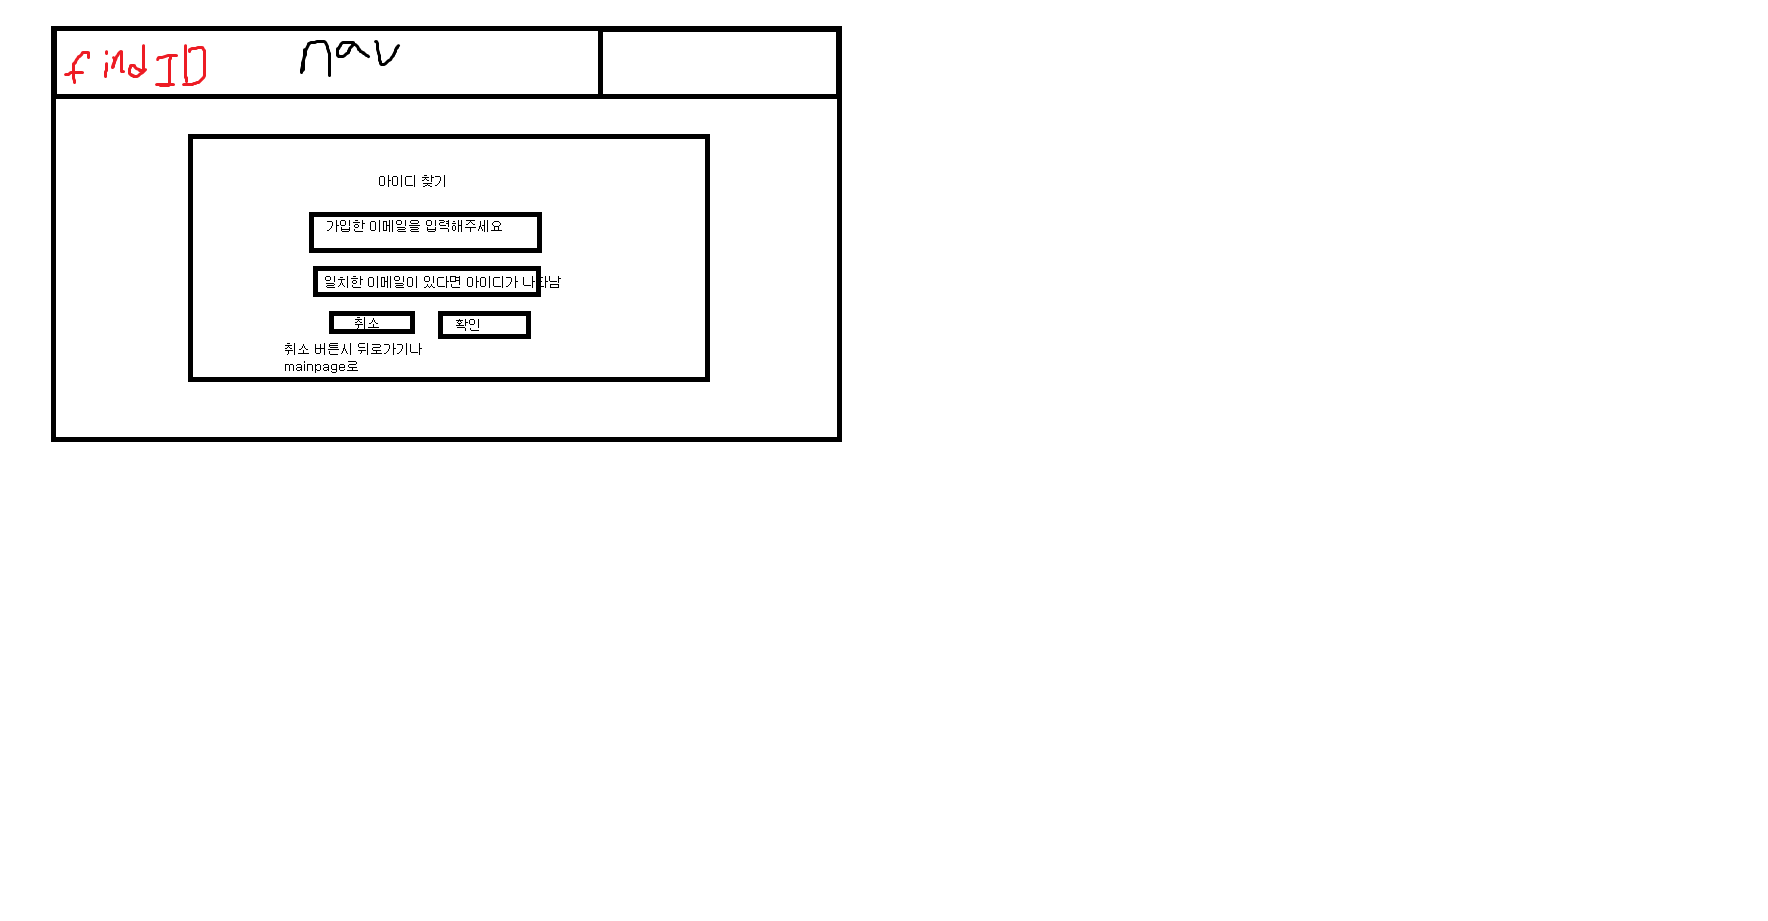 find ID
nav
아이디 찾기
가입한 이메일을 입력해주세요
일치한 이메일이 있다면 아이디가 나타남
취소
확인
취소 버튼시 뒤로가기나
mainpage로